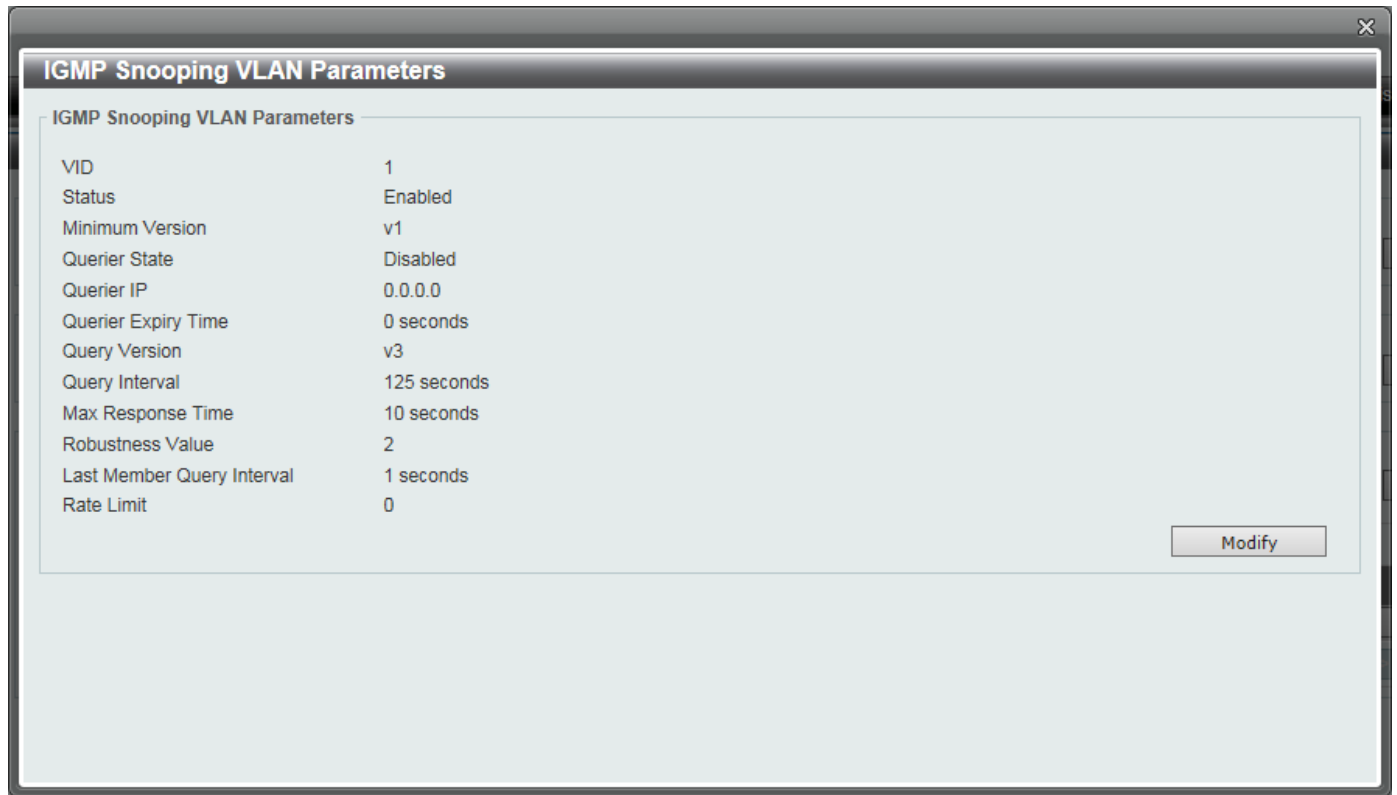 IGMP Snooping VLAN Parameters
IGMP Snooping VLAN Parameters
VID 1
Status Enabled
Minimum Version v1
Querier State Disabled
Querier IP 0.0.0.0
Querier Expiry Time 0 seconds
Query Version v3
Query Interval 125 seconds
Max Response Time 10 seconds
Robustness Value 2
Last Member Query Interval 1 seconds
Rate Limit 0
Modify